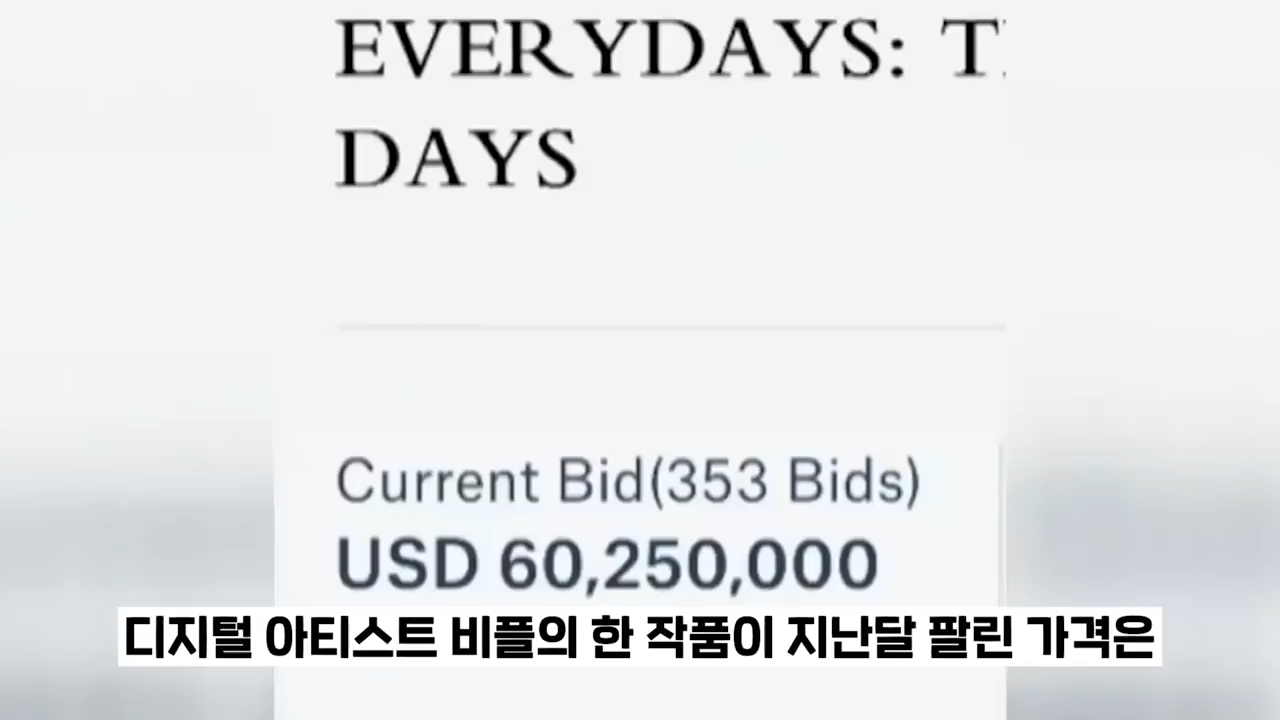 EVERYDAYS: T
DAYS
Current Bid(353 Bids)
USD 60,250,000
디지털 아티스트 비플의 한 작품이 지난달 팔린 가격은